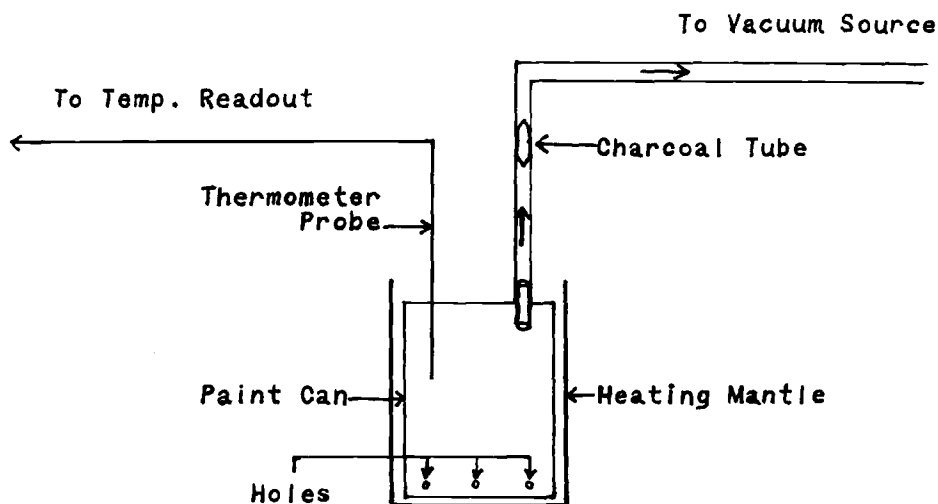 To Vacuum Source
To Temp. Readout
Charcoal Tube
Thermometer
Probe
Paint Can
Heating Mantle
Holes